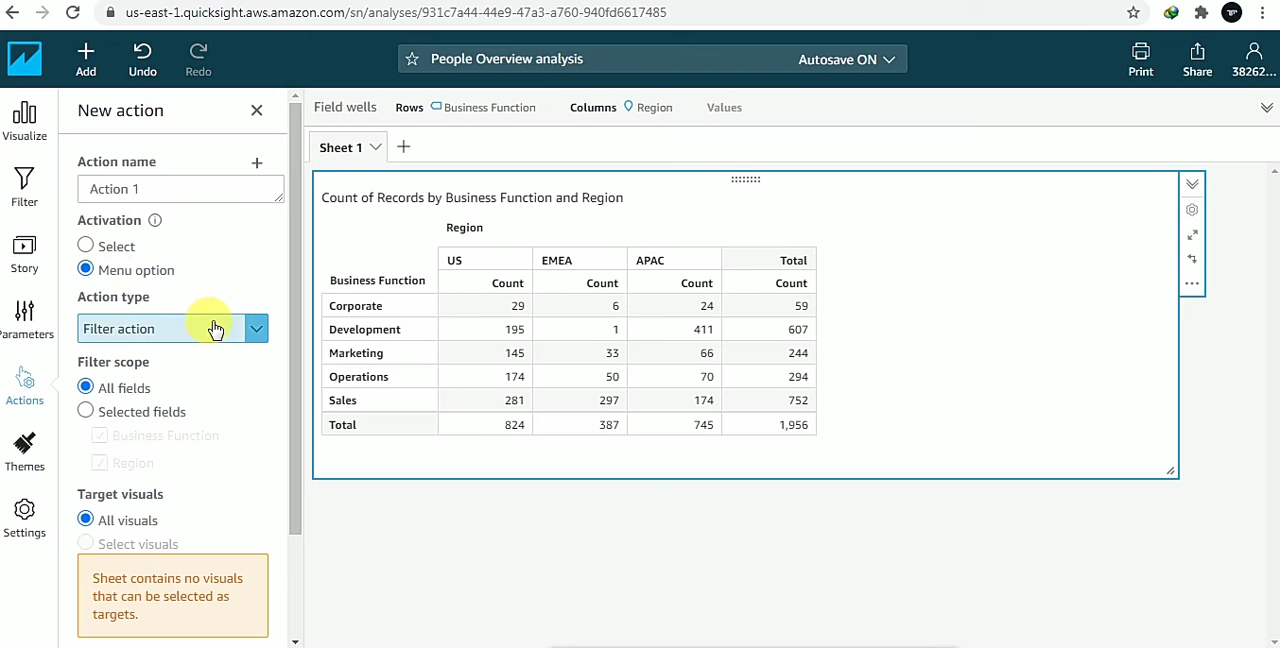 us-east-1.quicksight.aws.amazon.com/sn/analyses/931c7a44-44e9-47a3-a760-940fd6617485
Add
Undo
Redo
People Overview analysis
Autosave ON
Print
Share
38262...
Visualize
Filter
Story
Parameters
Actions
Themes
Settings
New action
Action name
Action 1
Activation
Select
Menu option
Action type
Filter action
Filter scope
All fields
Selected fields
Business Function
Region
Target visuals
All visuals
Select visuals
Sheet contains no visuals
that can be selected as
targets.
Field wells Rows Business Function Columns Region Values
Sheet 1
Count of Records by Business Function and Region
Region
US EMEA APAC Total
Business Function Count Count Count Count
Corporate 29 6 24 59
Development 195 1 411 607
Marketing 145 33 66 244
Operations 174 50 70 294
Sales 281 297 174 752
Total 824 387 745 1,956